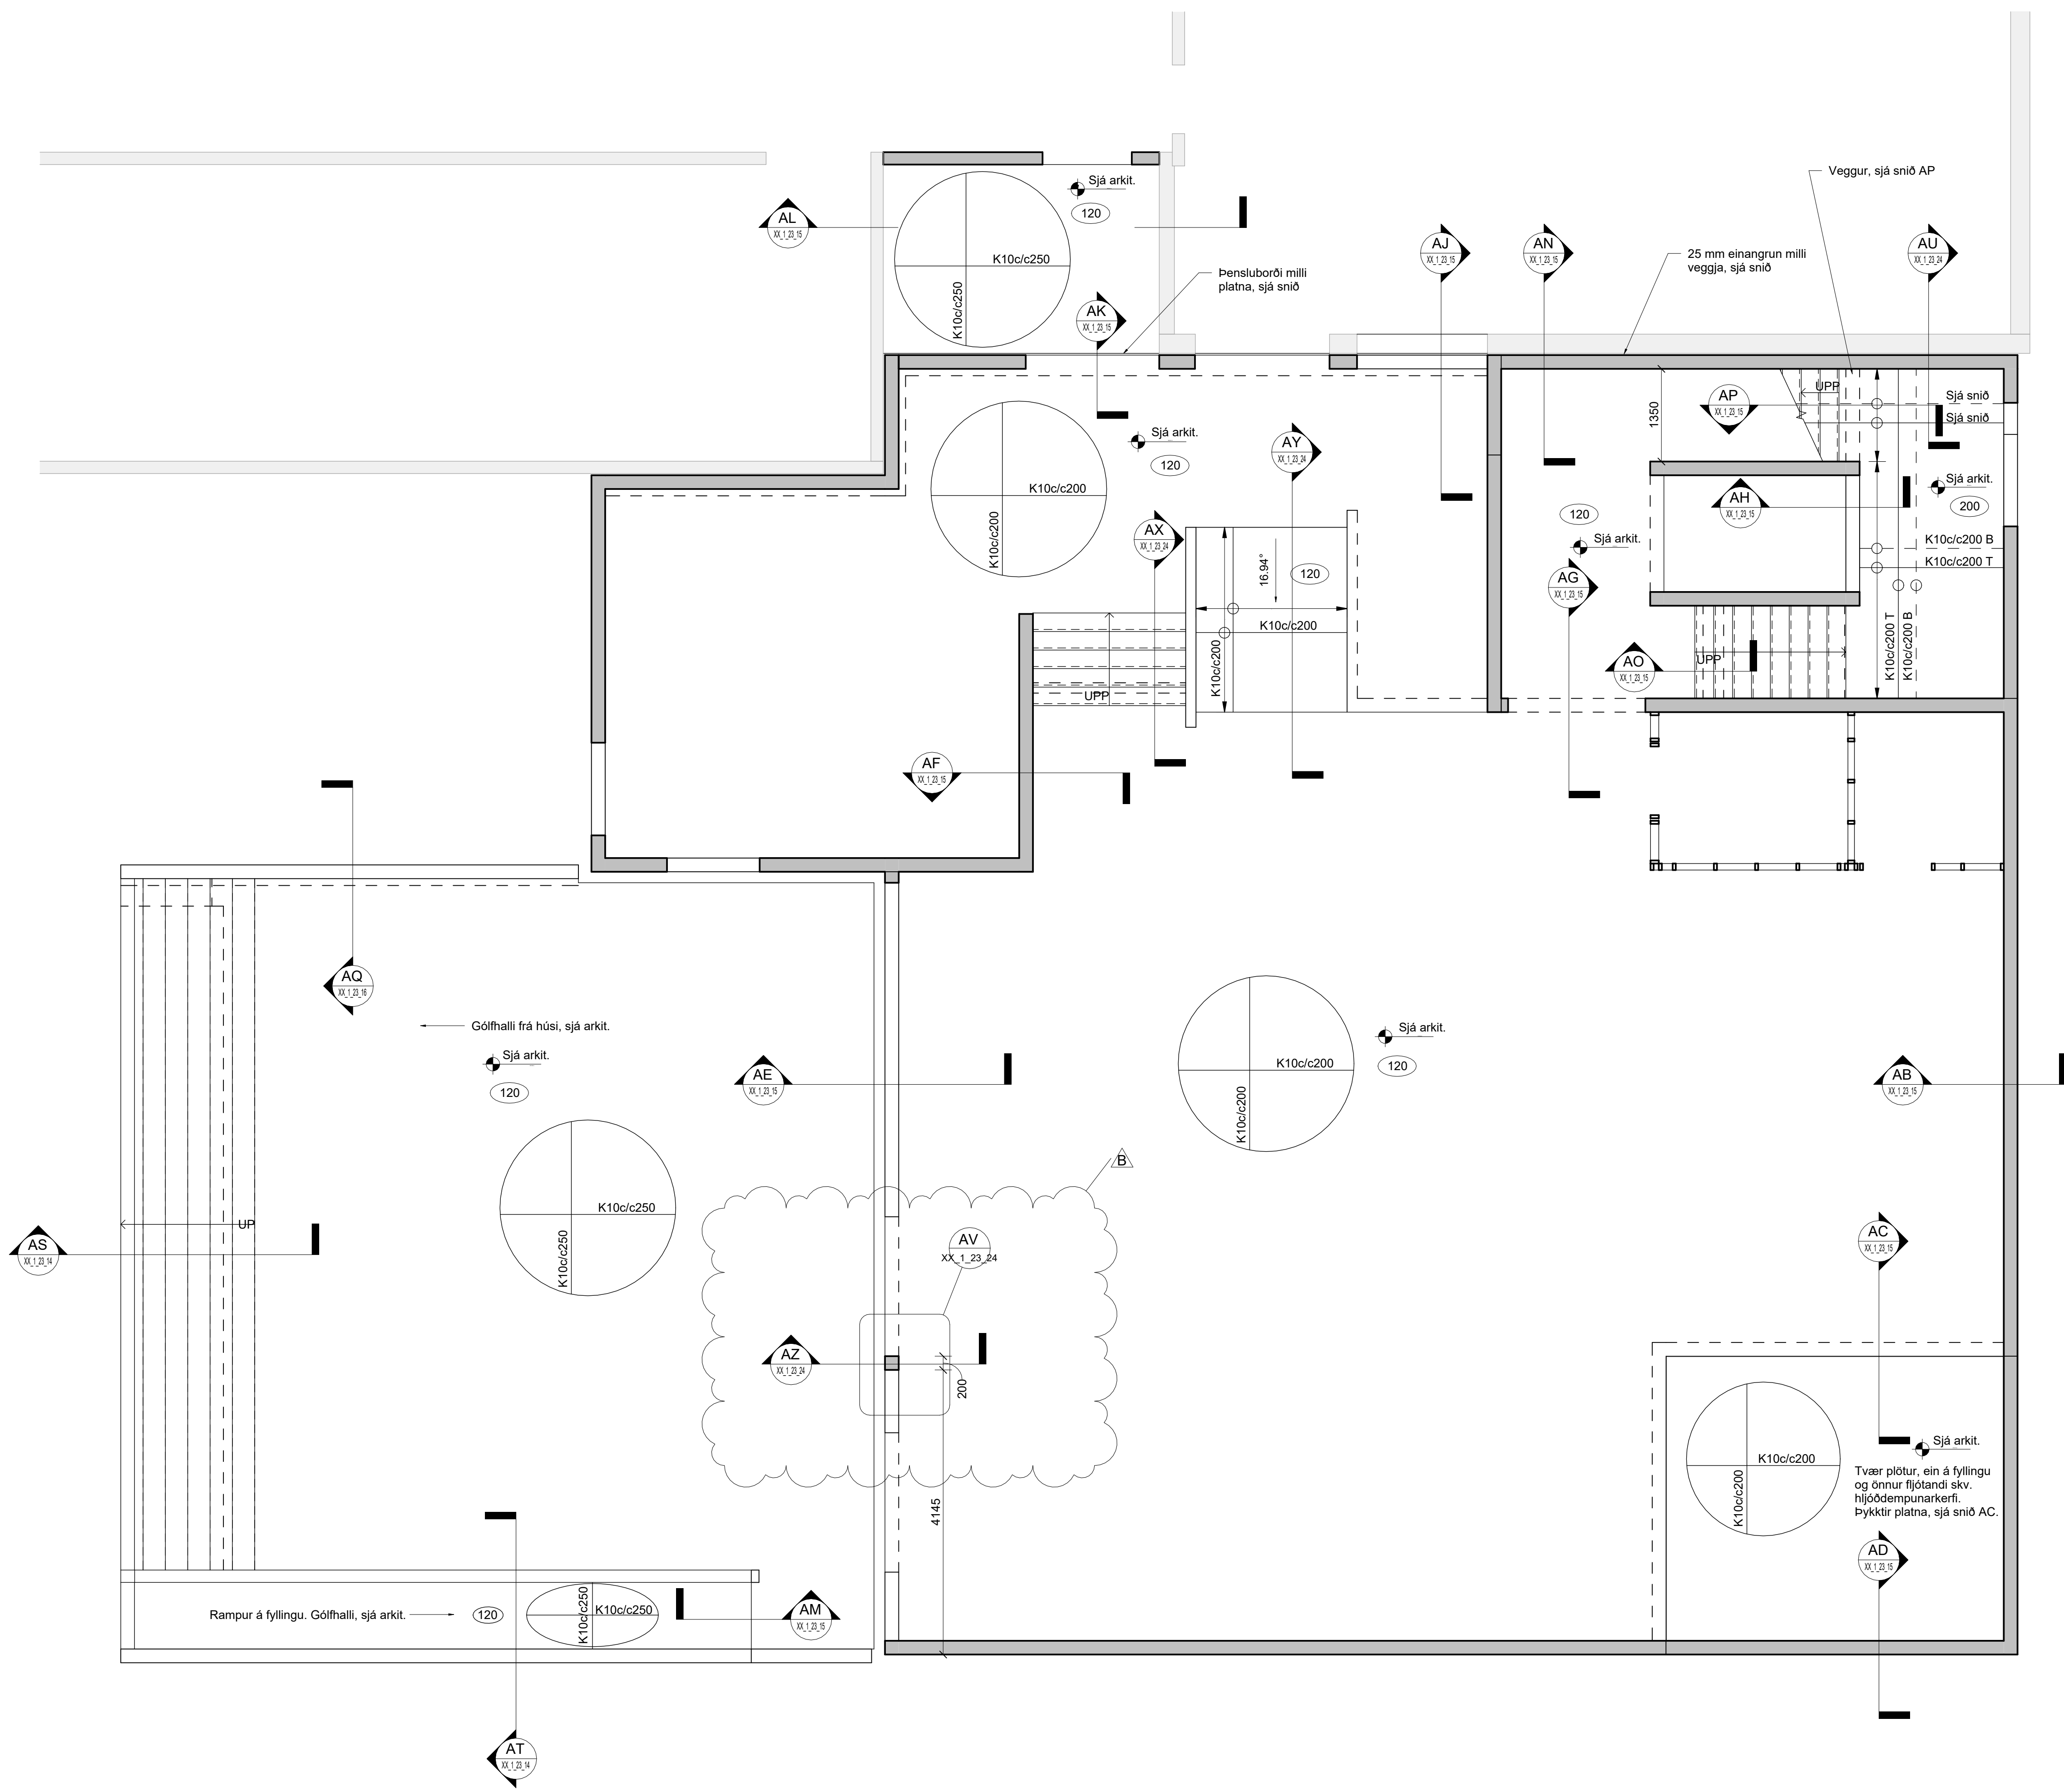 Veggur, sjá snið AP
Sjá arkit.
120
AL
XX_1_23_15
K10c/c250
K10c/c250
AJ
XX_1_23_15
AN
XX_1_23_15
AU
XX_1_23_24
25 mm einangrun milli
veggja, sjá snið
Þensluborði milli
platna, sjá snið
AK
XX_1_23_15
UPP
AP
XX_1_23_15
Sjá snið
Sjá snið
1350
Sjá arkit.
120
AY
XX_1_23_24
K10c/c200
K10c/c200
AH
XX_1_23_15
Sjá arkit.
200
120
Sjá arkit.
AX
XX_1_23_24
K10c/c200 B
K10c/c200 T
16.94°
120
AG
XX_1_23_15
K10c/c200
K10c/c200
K10c/c200 T
K10c/c200 B
UPP
AO
XX_1_23_15
UPP
AF
XX_1_23_15
AQ
XX_1_23_16
Gólfhalli frá húsi, sjá arkit.
Sjá arkit.
120
AE
XX_1_23_15
Sjá arkit.
120
K10c/c200
K10c/c200
AB
XX_1_23_15
B
K10c/c250
K10c/c250
UP
AS
XX_1_23_14
AV
XX_1_23_24
AC
XX_1_23_15
AZ
XX_1_23_24
200
Sjá arkit.
K10c/c200
K10c/c200
Tvær plötur, ein á fyllingu
og önnur fljótandi skv.
hljóðdempunarkerfi.
Þykktir platna, sjá snið AC.
4145
AD
XX_1_23_15
Rampur á fyllingu. Gólfhalli, sjá arkit.
120
K10c/c250
K10c/c250
AM
XX_1_23_15
AT
XX_1_23_14